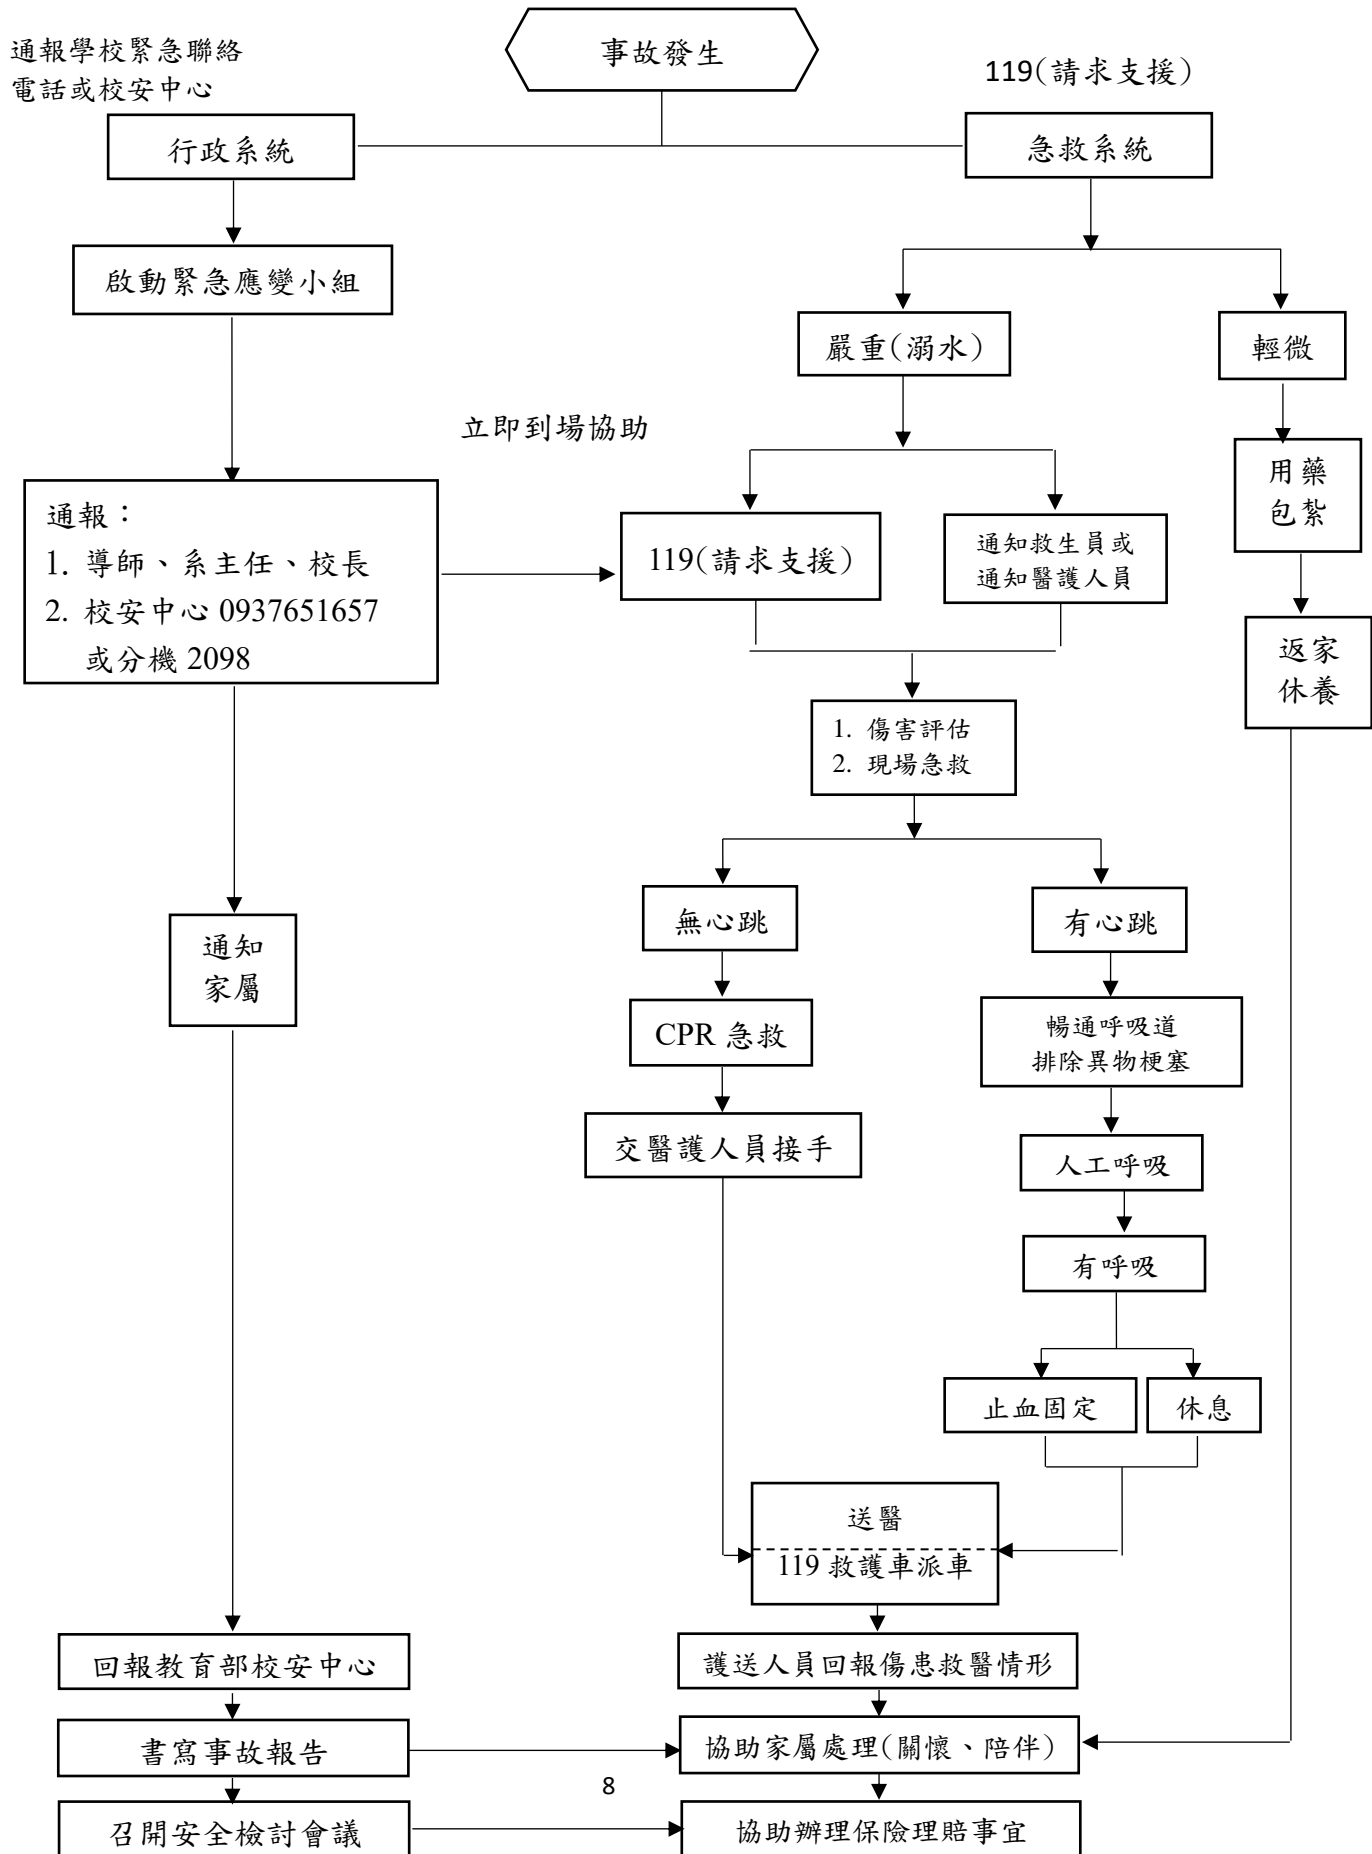 事故發生
通報學校緊急聯絡
電話或校安中心
119(請求支援)
行政系統
急救系統
啟動緊急應變小組
嚴重(溺水)
輕微
立即到場協助
用藥
包紮
通報：
1. 導師、系主任、校長
2. 校安中心 0937651657
或分機 2098
119(請求支援)
通知救生員或
通知醫護人員
返家
休養
1. 傷害評估
2. 現場急救
無心跳
有心跳
通知
家屬
CPR 急救
暢通呼吸道
排除異物梗塞
交醫護人員接手
人工呼吸
有呼吸
止血固定
休息
送醫
119 救護車派車
回報教育部校安中心
護送人員回報傷患救醫情形
書寫事故報告
協助家屬處理(關懷、陪伴)
8
召開安全檢討會議
協助辦理保險理賠事宜